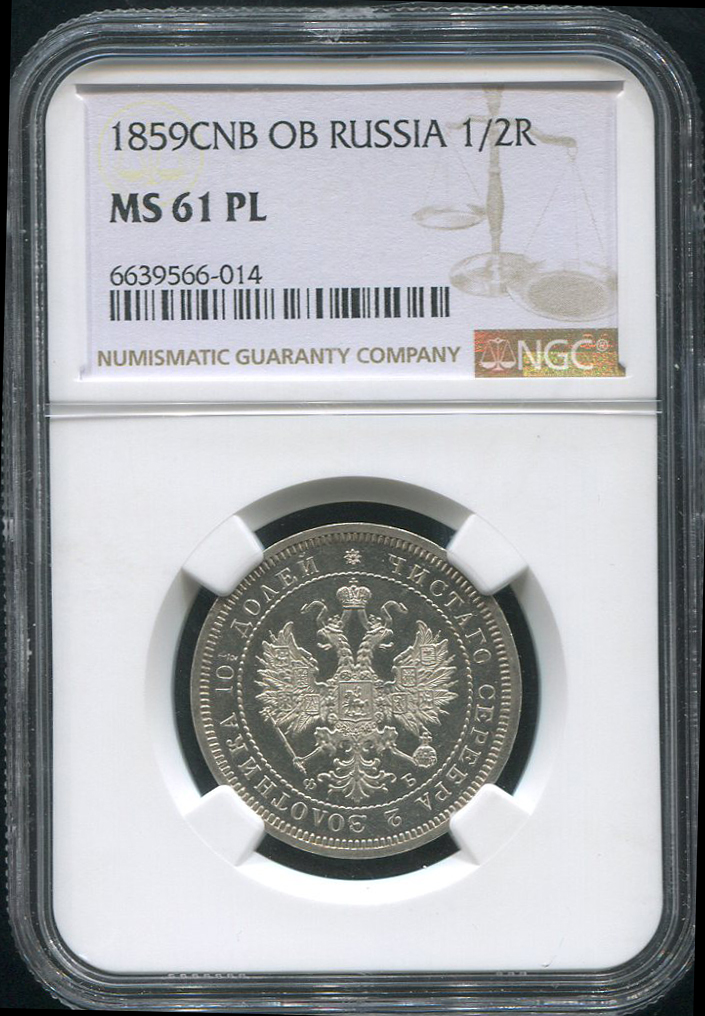 1859CNB OB RUSSIA 1/2R
MS 61 PL
6639566-014
NUMISMATIC GUARANTY COMPANY
NGC®
ЧИСТАГО СЕРЕБРА 2 ЗОЛОТНИКА 10½ ДОЛЕЙ
Ф Б